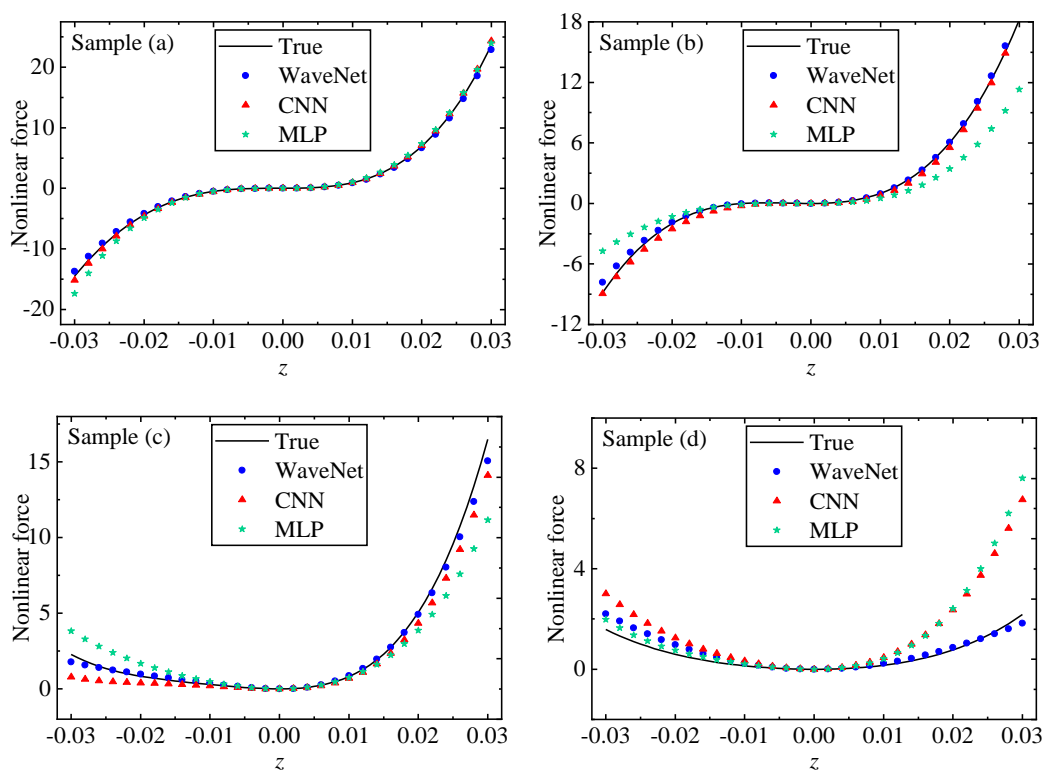 Sample (a)
True
WaveNet
CNN
MLP
Nonlinear force
20
10
0
-10
-20
-0.03 -0.02 -0.01 0.00 0.01 0.02 0.03
z
Sample (b)
True
WaveNet
CNN
MLP
Nonlinear force
18
12
6
0
-6
-12
-0.03 -0.02 -0.01 0.00 0.01 0.02 0.03
z
Sample (c)
True
WaveNet
CNN
MLP
Nonlinear force
15
10
5
0
-0.03 -0.02 -0.01 0.00 0.01 0.02 0.03
z
Sample (d)
True
WaveNet
CNN
MLP
Nonlinear force
8
4
0
-0.03 -0.02 -0.01 0.00 0.01 0.02 0.03
z